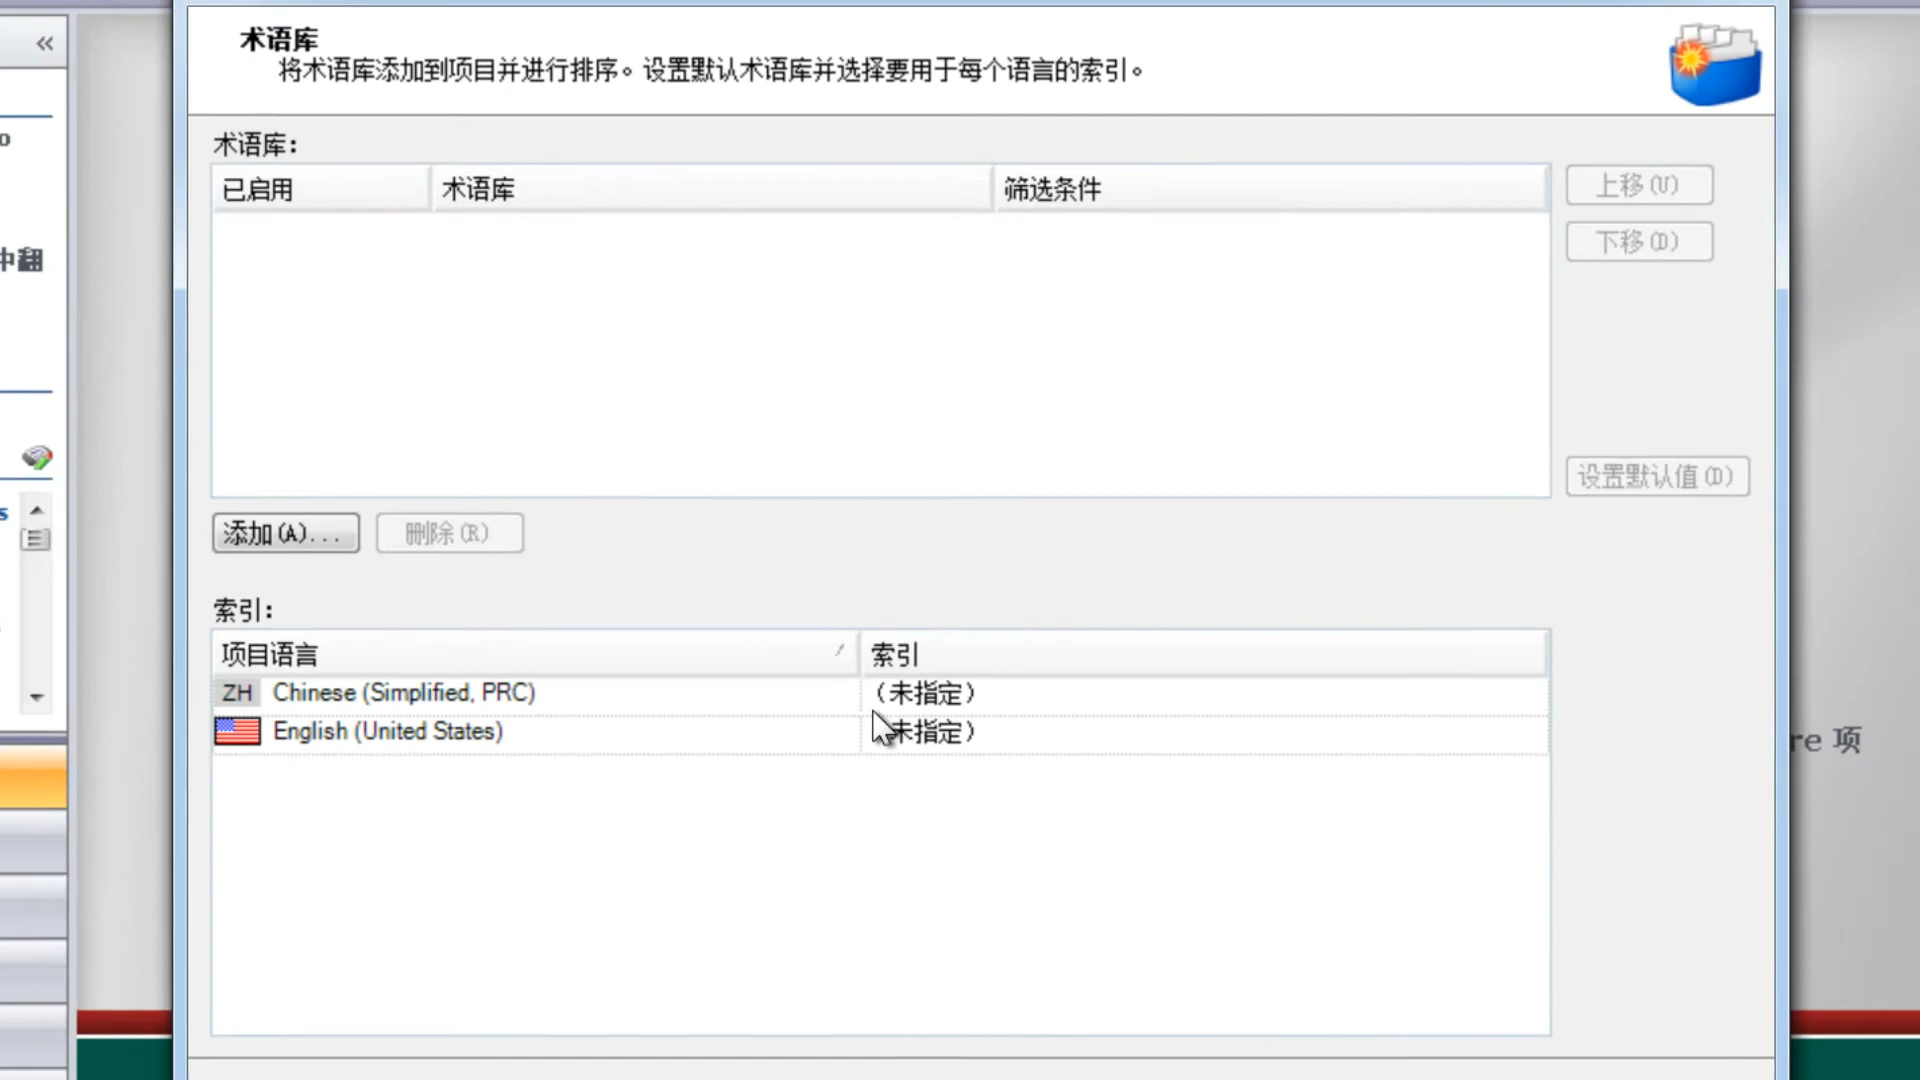 术语库
将术语库添加到项目并进行排序。设置默认术语库并选择要用于每个语言的索引。
术语库:
已启用 术语库 筛选条件
上移(U)
下移(D)
中翻
设置默认值(D)
s
添加(A)... 删除(R)
索引:
项目语言 索引
ZH Chinese (Simplified, PRC) (未指定)
English (United States) 未指定)
re 项